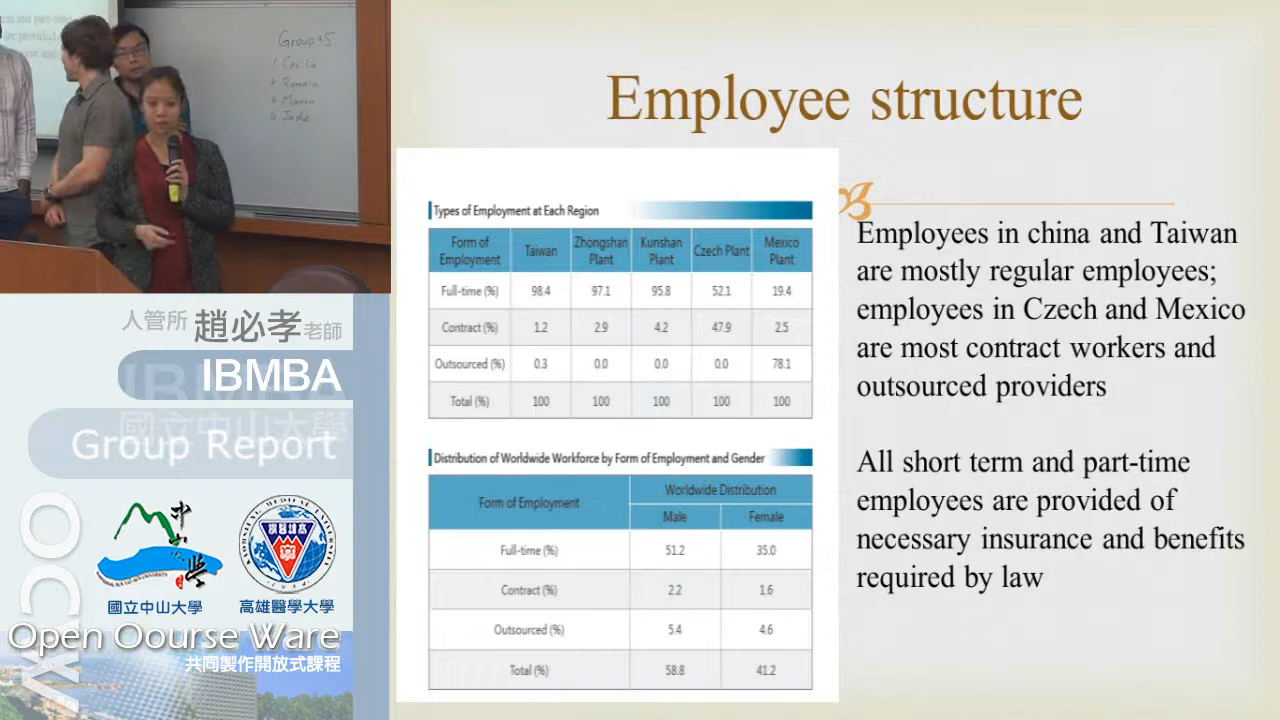 Group #5
Employee structure
Types of Employment at Each Region
Form of Employment Taiwan Zhongshan Plant Kunshan Plant Czech Plant Mexico Plant
Full-time (%) 98.4 97.1 95.8 52.1 19.4
Contract (%) 1.2 2.9 4.2 47.9 2.5
Outsourced (%) 0.3 0.0 0.0 0.0 78.1
Total (%) 100 100 100 100 100
Distribution of Worldwide Workforce by Form of Employment and Gender
Form of Employment Worldwide Distribution
Male Female
Full-time (%) 51.2 35.0
Contract (%) 2.2 1.6
Outsourced (%) 5.4 4.6
Total (%) 58.8 41.2
Employees in china and Taiwan
are mostly regular employees;
employees in Czech and Mexico
are most contract workers and
outsourced providers
All short term and part-time
employees are provided of
necessary insurance and benefits
required by law
人管所 趙必孝老師
IBMBA
國立中山大學
Group Report
國立中山大學 高雄醫學大學
Open Oourse Ware
共同製作開放式課程
OCW